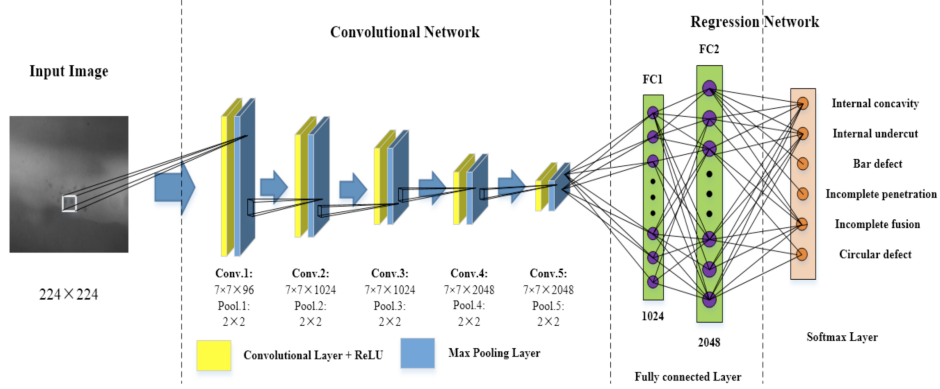 Input Image
224×224
Convolutional Network
Conv.1:
7×7×96
Pool.1:
2×2
Conv.2:
7×7×1024
Pool.2:
2×2
Conv.3:
7×7×1024
Pool.3:
2×2
Conv.4:
7×7×2048
Pool.4:
2×2
Conv.5:
7×7×2048
Pool.5:
2×2
Convolutional Layer + ReLU
Max Pooling Layer
Regression Network
FC1
FC2
1024
2048
Fully connected Layer
Internal concavity
Internal undercut
Bar defect
Incomplete penetration
Incomplete fusion
Circular defect
Softmax Layer